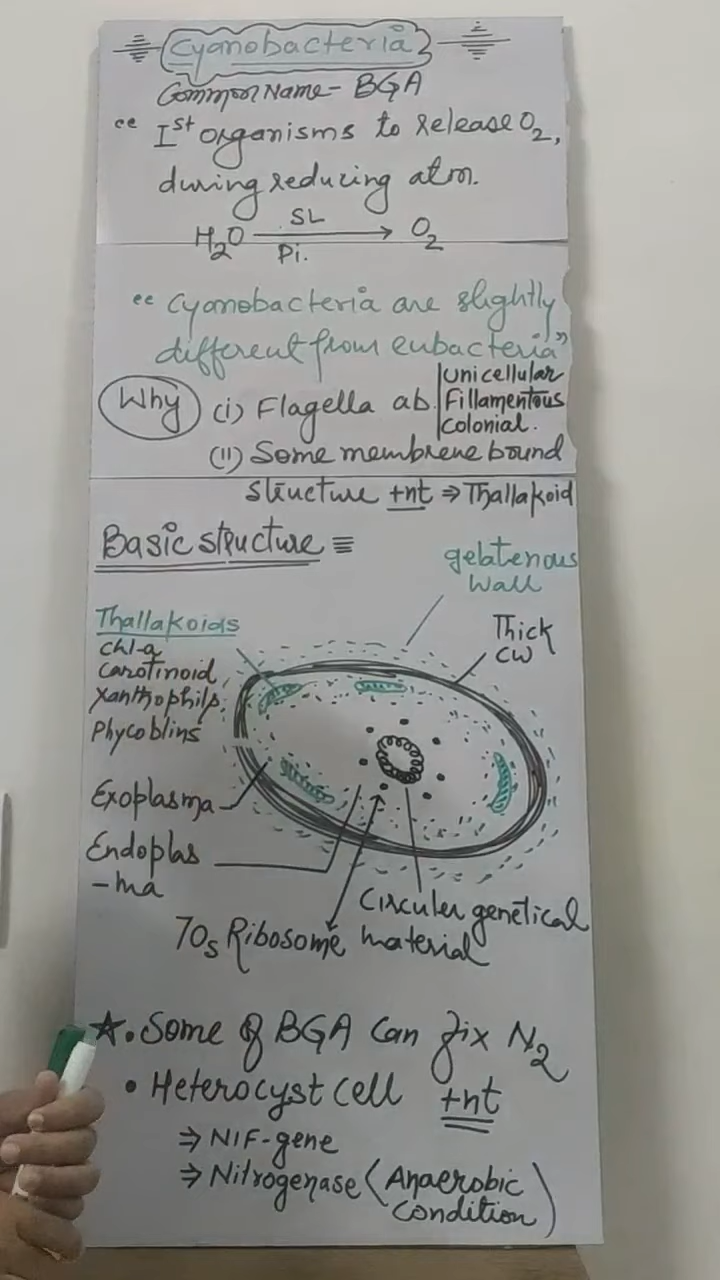 Cyanobacteria
Common Name- BGA
" Ist organisms to release O2,
during reducing atm.
SL
H2O → O2
Pi.
" Cyanobacteria are slightly
different from eubacteria"
Why (i) Flagella ab. Unicellular
Fillamentous
Colonial.
(ii) Some membrene bound
Structure +nt ⇒ Thallakoid
Basic structure ≡
gelatenous
wall
Thallakoids
chl-a
Carotinoid
Xanthophils,
Phycoblins
Thick
CW
Exoplasma
Endoplas
-ma
Circuler genetical
material
70s Ribosome
☆. Some of BGA Can fix N2
• Heterocyst cell +nt
⇒ NIF-gene
⇒ Nitrogenase (Anaerobic
Condition)